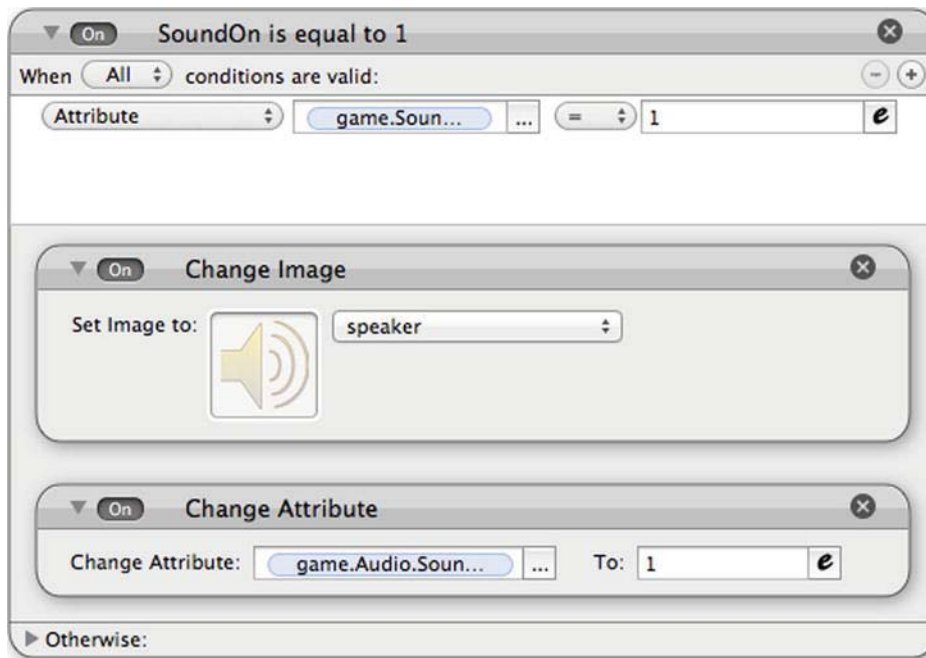 On SoundOn is equal to 1
When All conditions are valid:
Attribute game.Soun... ... = 1 e
On Change Image
Set Image to: speaker
On Change Attribute
Change Attribute: game.Audio.Soun... ... To: 1 e
Otherwise: